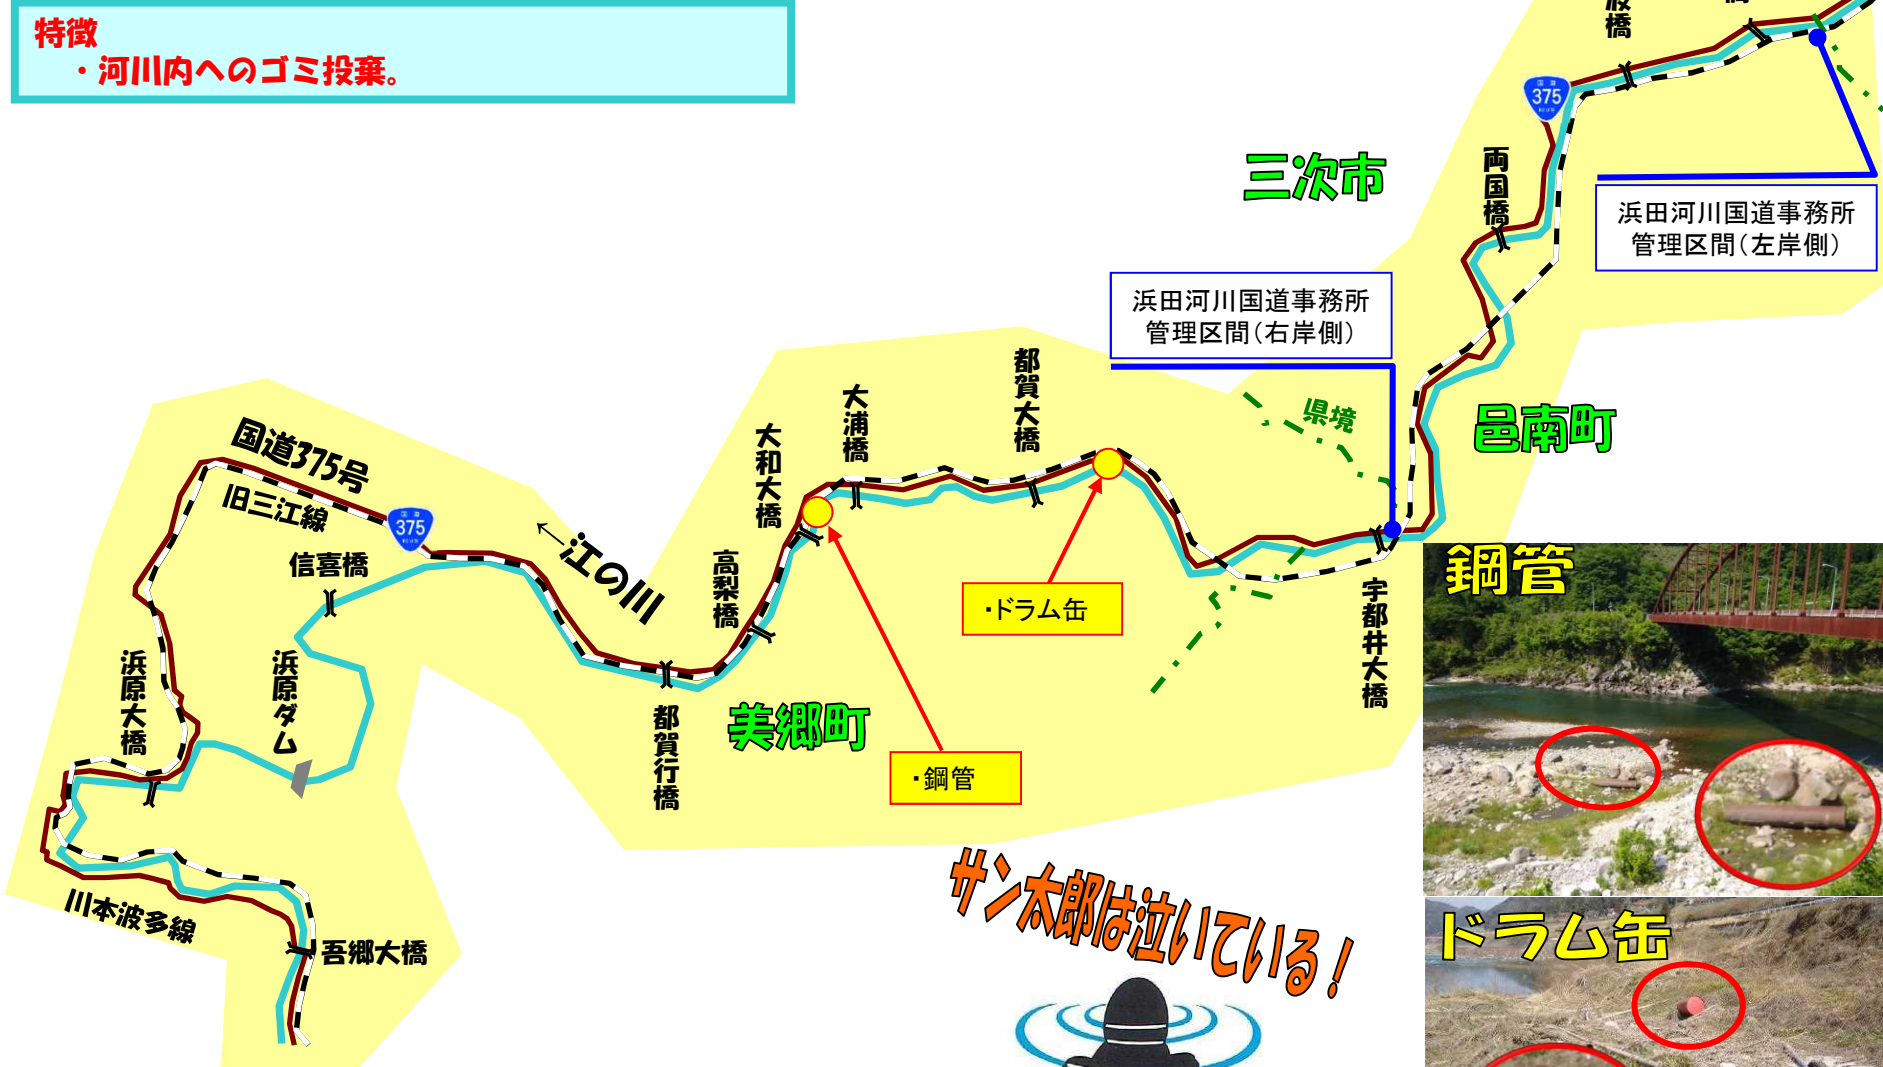 特徴
・河川内へのゴミ投棄。
橋
375
三次市
両国橋
浜田河川国道事務所
管理区間(左岸側)
浜田河川国道事務所
管理区間(右岸側)
都賀大橋
大浦橋
大和大橋
県境
邑南町
国道375号
旧三江線
375
信喜橋
←江の川
高梨橋
・ドラム缶
宇都井大橋
鋼管
浜原大橋
浜原ダム
都賀行橋
美郷町
・鋼管
川本波多線
吾郷大橋
サン太郎は泣いている!
ドラム缶